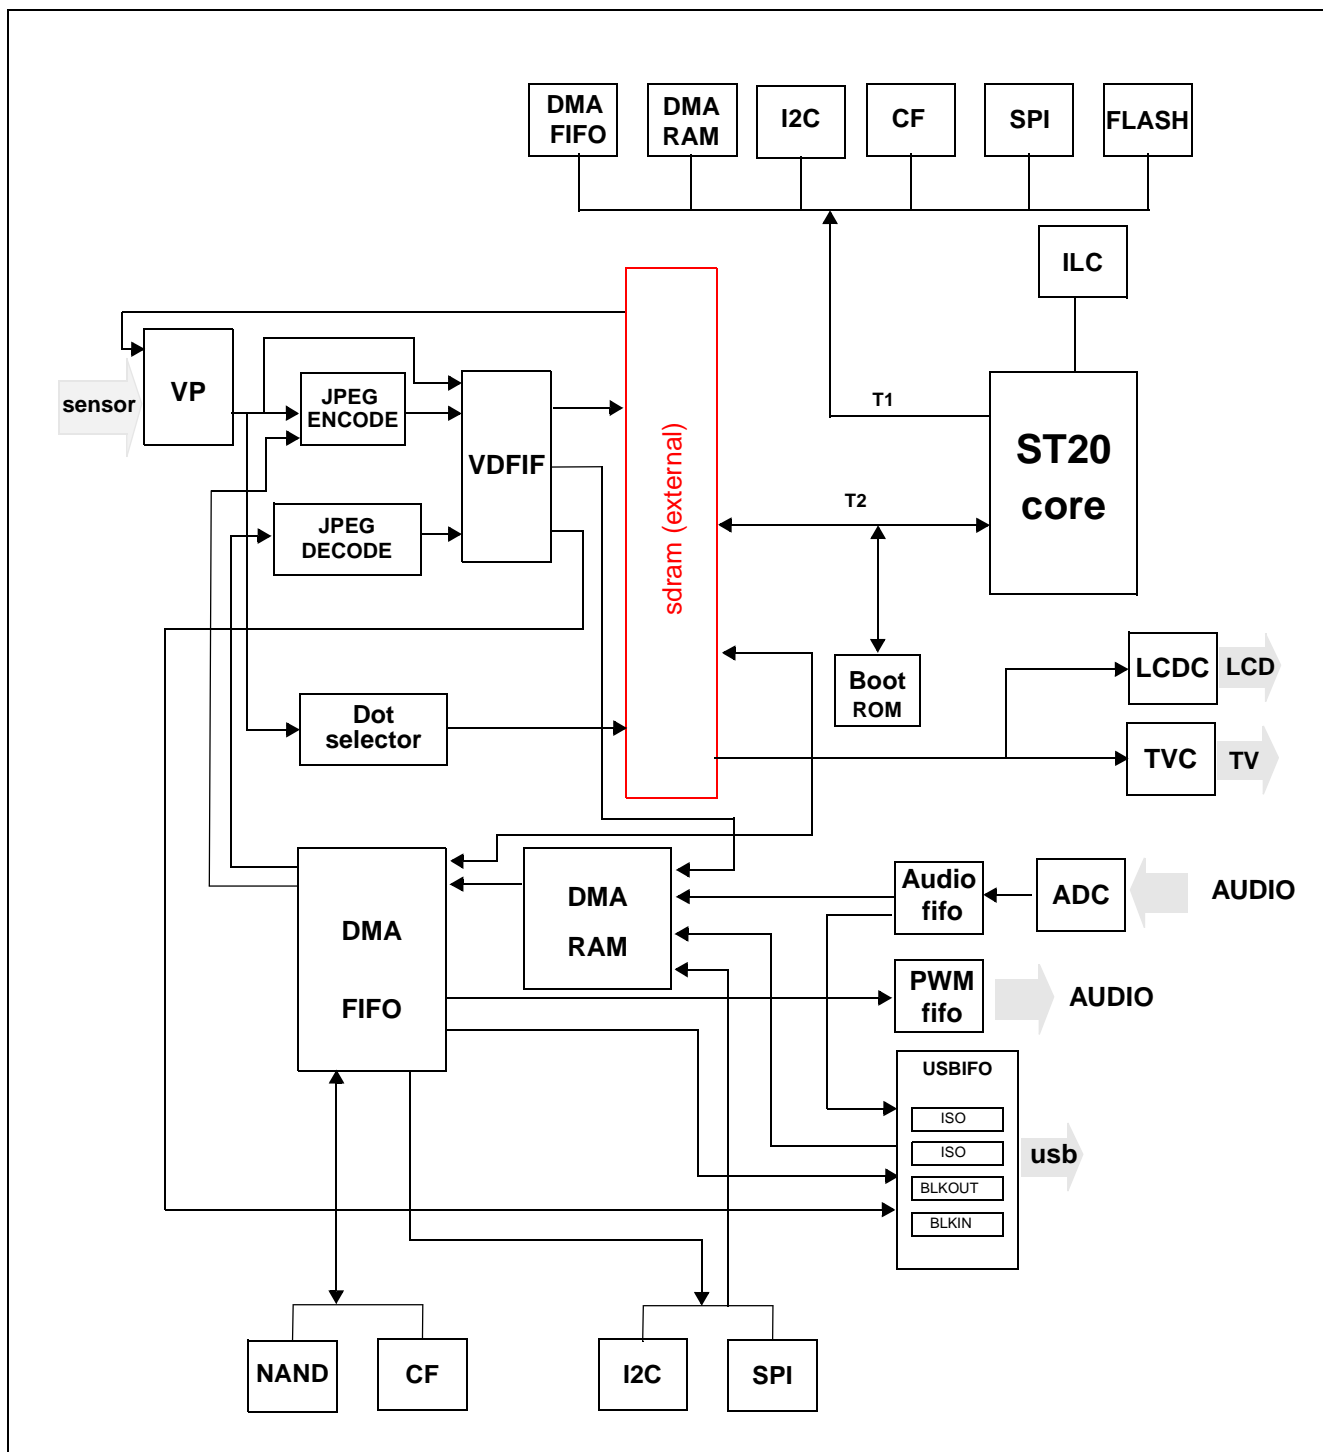 DMA
FIFO
DMA
RAM
I2C
CF
SPI
FLASH
ILC
sensor
VP
JPEG
ENCODE
VDFIF
JPEG
DECODE
sdram (external)
T1
ST20
core
T2
Boot
ROM
Dot
selector
LCDC
LCD
TVC
TV
DMA
FIFO
DMA
RAM
Audio
fifo
ADC
AUDIO
PWM
fifo
AUDIO
USBIFO
ISO
ISO
BLKOUT
BLKIN
usb
NAND
CF
I2C
SPI